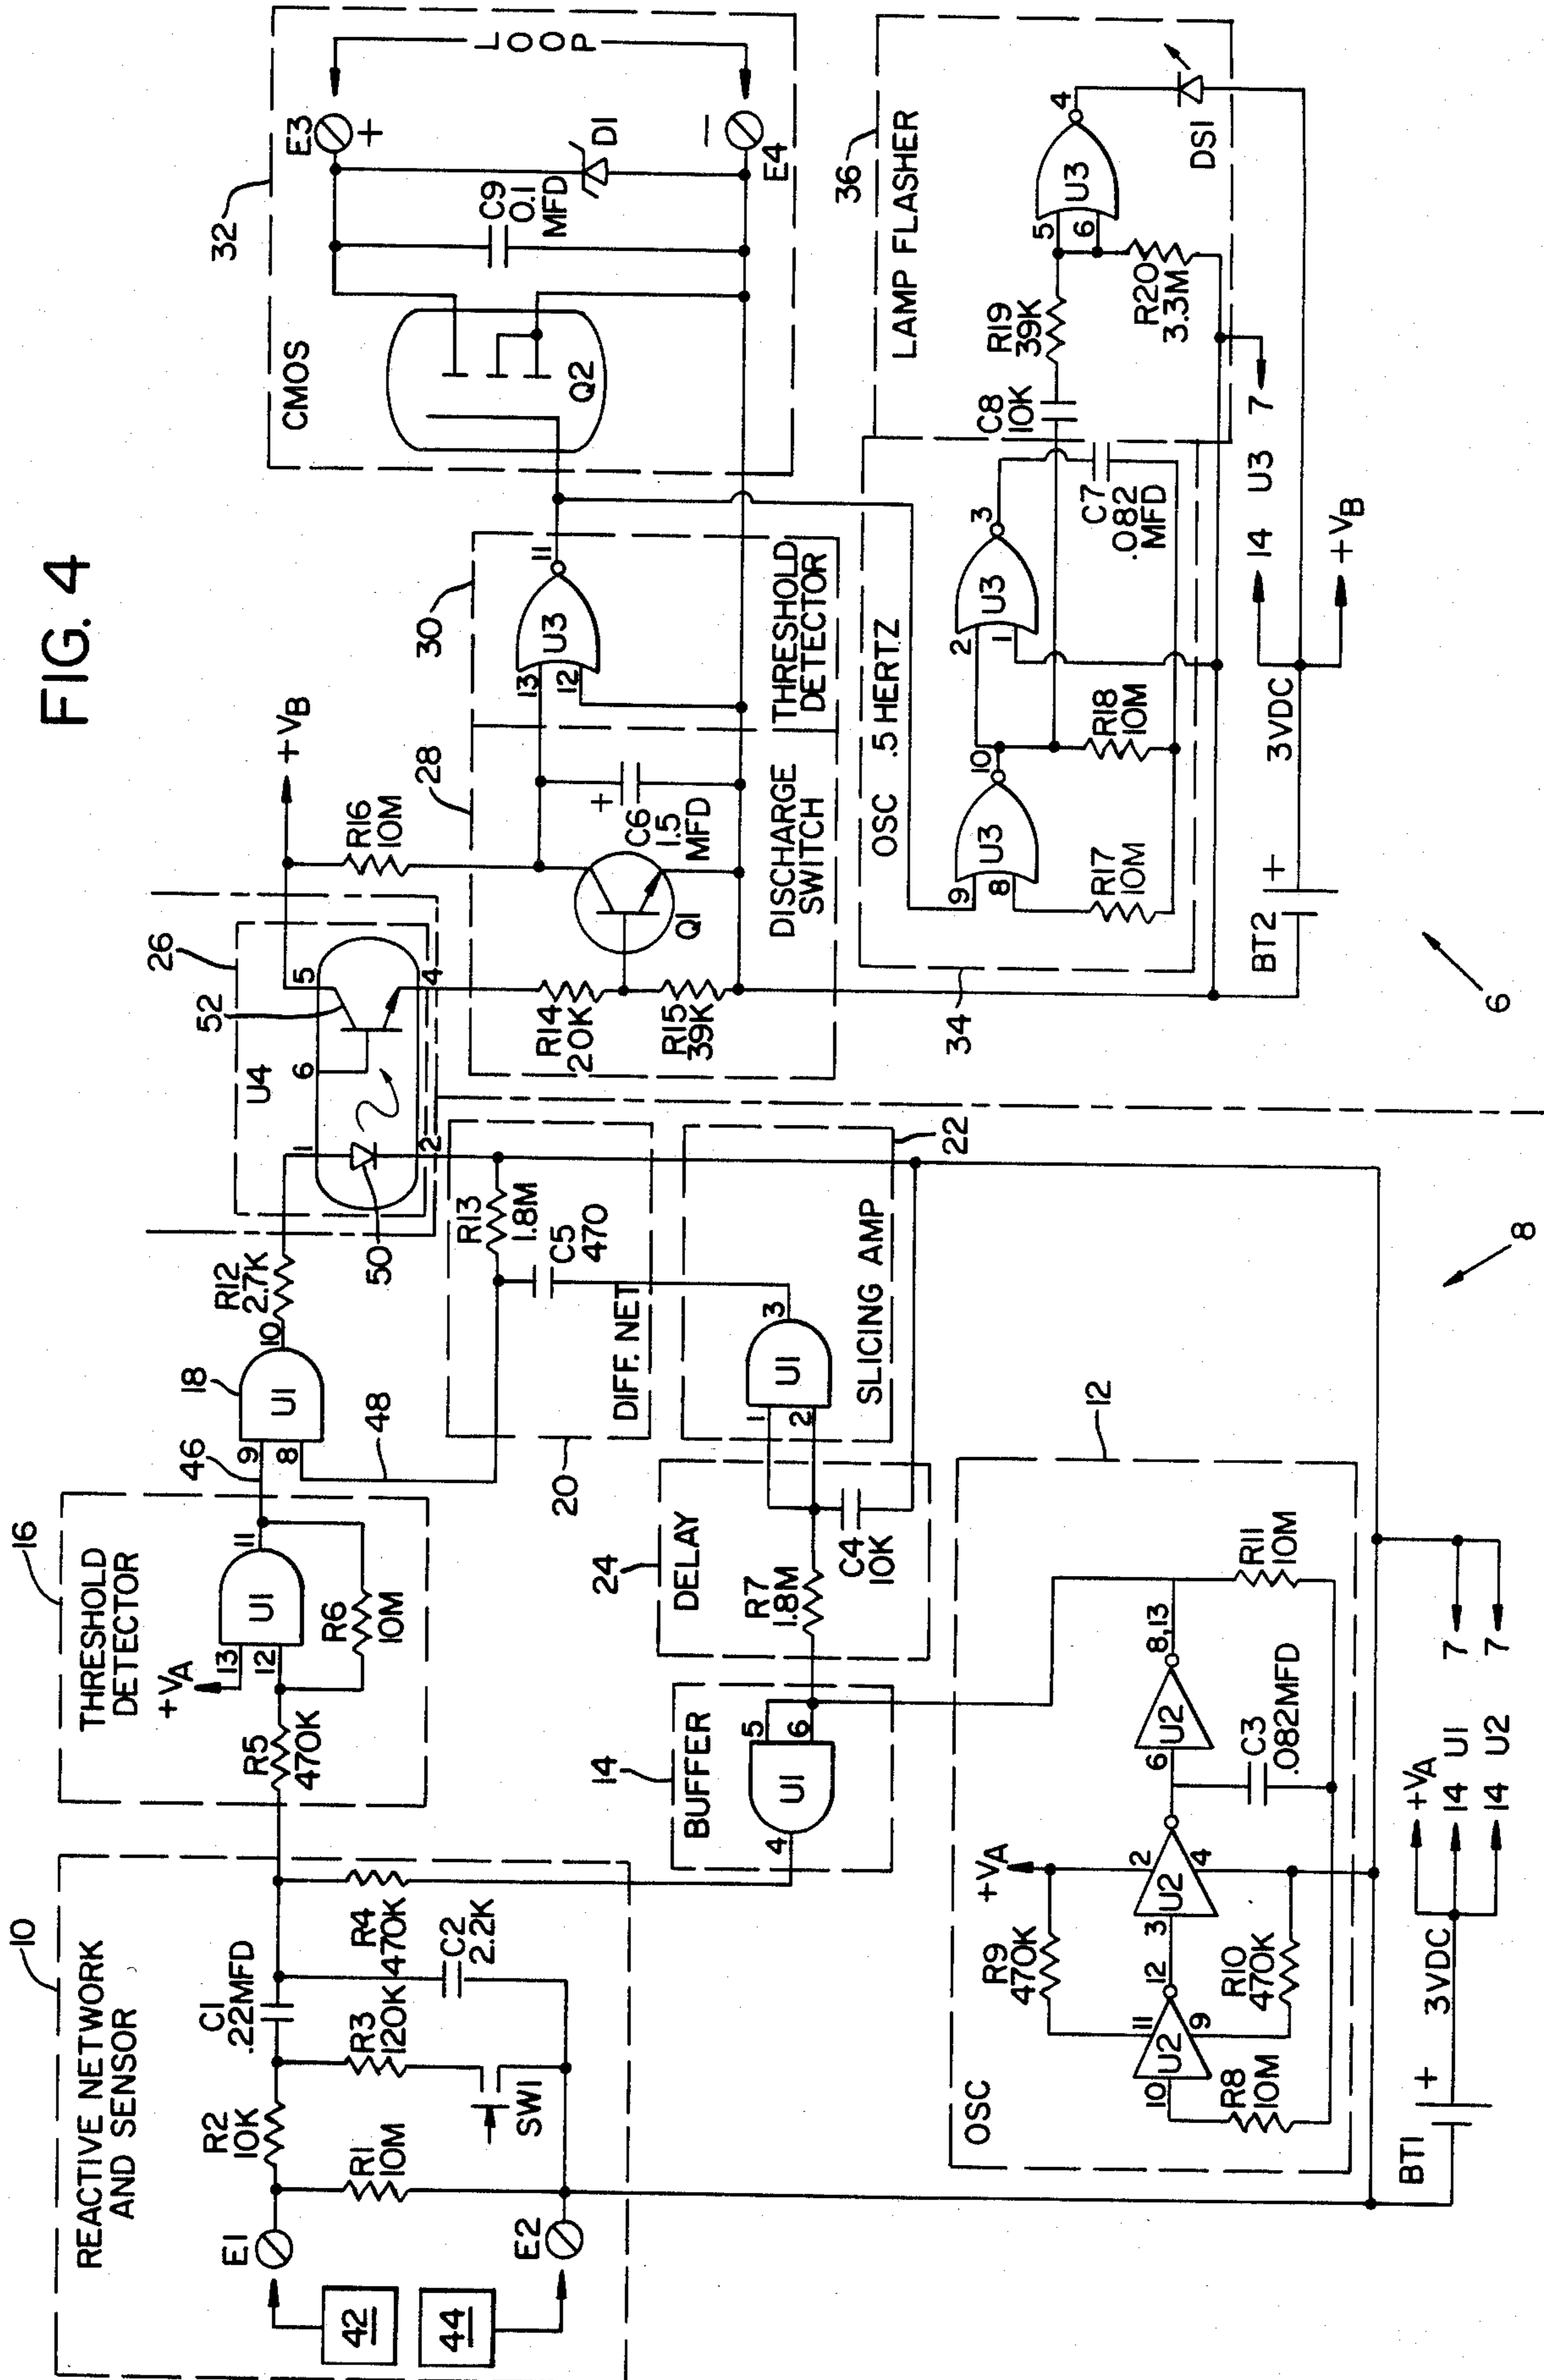 FIG. 4
10
REACTIVE NETWORK
AND SENSOR
E1
42
44
E2
R2
10K
R1
10M
C1
.22MFD
R3
120K
SW1
R4
470K
C2
2.2K
16
THRESHOLD
DETECTOR
+VA
R5
470K
13
12
U1
11
R6
10M
46
18
9
8
U1
10
48
R12
2.7K
26
U4
52
1
6
5
2
4
50
+VB
R16
10M
R13
1.8M
C5
470
DIFF. NET
20
22
SLICING AMP
1
2
U1
3
24
DELAY
R7
1.8M
C4
10K
14
BUFFER
5
6
U1
4
12
OSC
R8
10M
10
U2
11
9
12
R9
470K
R10
470K
+VA
3
U2
2
4
6
U2
8,13
C3
.082MFD
R11
10M
BT1
+
3VDC
+VA
14 U1 7
14 U2 7
8
28
R14
20K
R15
39K
Q1
+
C6
1.5
MFD
DISCHARGE
SWITCH
30
THRESHOLD
DETECTOR
13
12
U3
11
32
CMOS
Q2
C9
0.1
MFD
D1
E3
+
LOOP
-
E4
34
OSC .5 HERTZ
9
8
U3
10
R17
10M
R18
10M
2
1
U3
3
C7
.082
MFD
36
LAMP FLASHER
C8
10K
R19
39K
R20
3.3M
5
6
U3
4
DS1
BT2
+
3VDC
14 U3 7
+VB
6